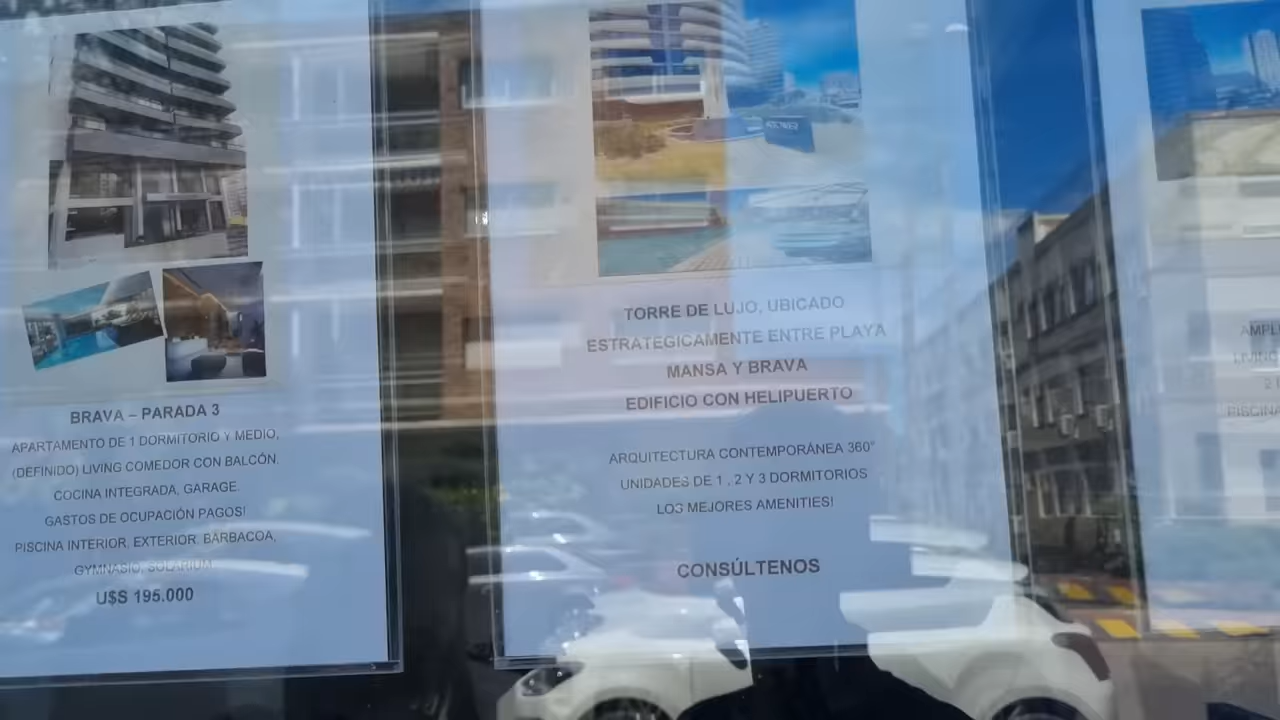 BRAVA – PARADA 3
APARTAMENTO DE 1 DORMITORIO Y MEDIO,
(DEFINIDO) LIVING COMEDOR CON BALCÓN.
COCINA INTEGRADA, GARAGE.
GASTOS DE OCUPACIÓN PAGOS!
PISCINA INTERIOR, EXTERIOR. BARBACOA,
GYMNASIO, SOLARIUM
U$S 195.000
TORRE DE LUJO, UBICADO
ESTRATEGICAMENTE ENTRE PLAYA
MANSA Y BRAVA
EDIFICIO CON HELIPUERTO
ARQUITECTURA CONTEMPORÁNEA 360°
UNIDADES DE 1 , 2 Y 3 DORMITORIOS
LOS MEJORES AMENITIES!
CONSÚLTENOS